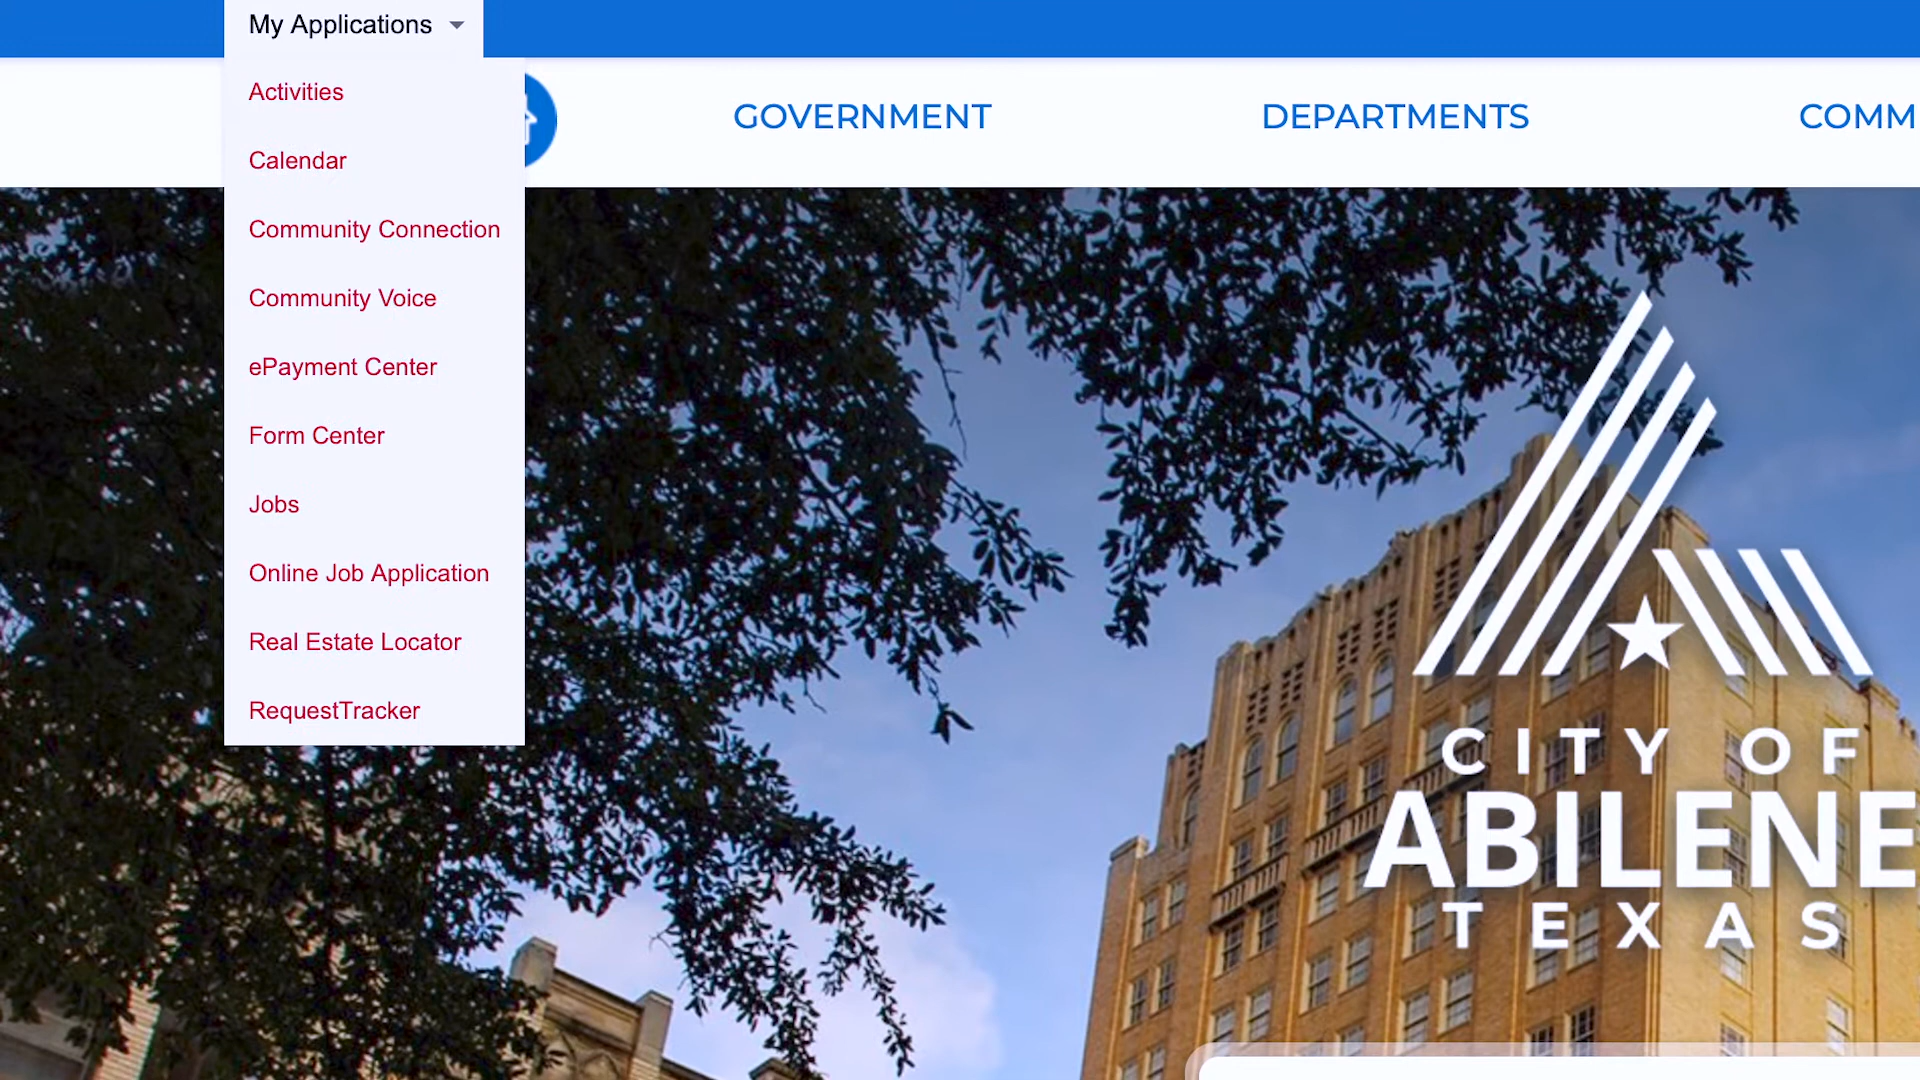 My Applications
Activities
Calendar
Community Connection
Community Voice
ePayment Center
Form Center
Jobs
Online Job Application
Real Estate Locator
RequestTracker
GOVERNMENT
DEPARTMENTS
COMM
CITY OF
ABILENE
TEXAS